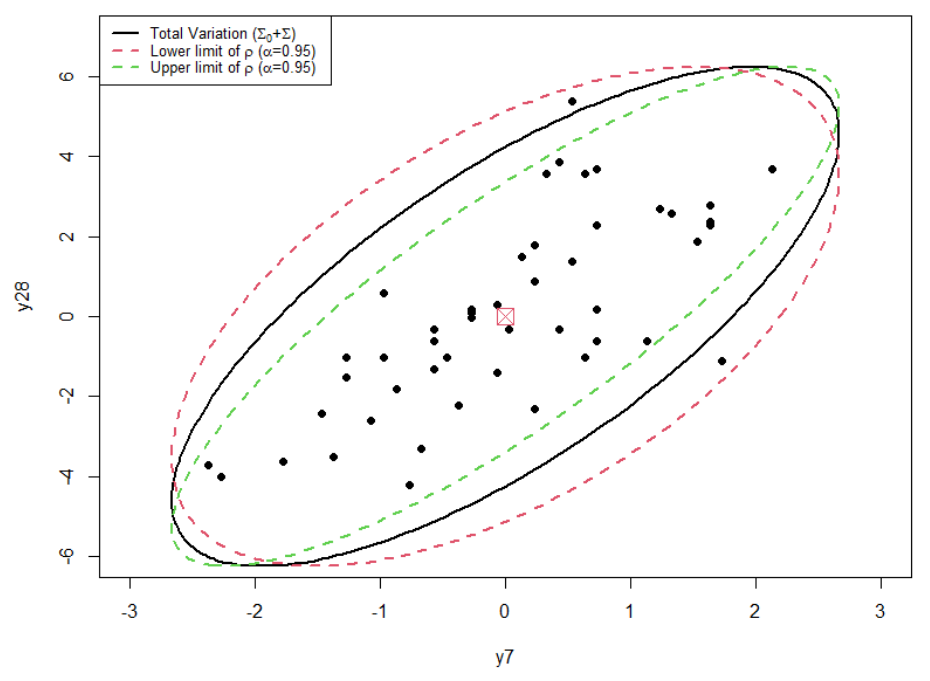 Total Variation (Σ₀+Σ)
Lower limit of ρ (α=0.95)
Upper limit of ρ (α=0.95)
6
4
2
0
-2
-4
-6
y28
-3 -2 -1 0 1 2 3
y7